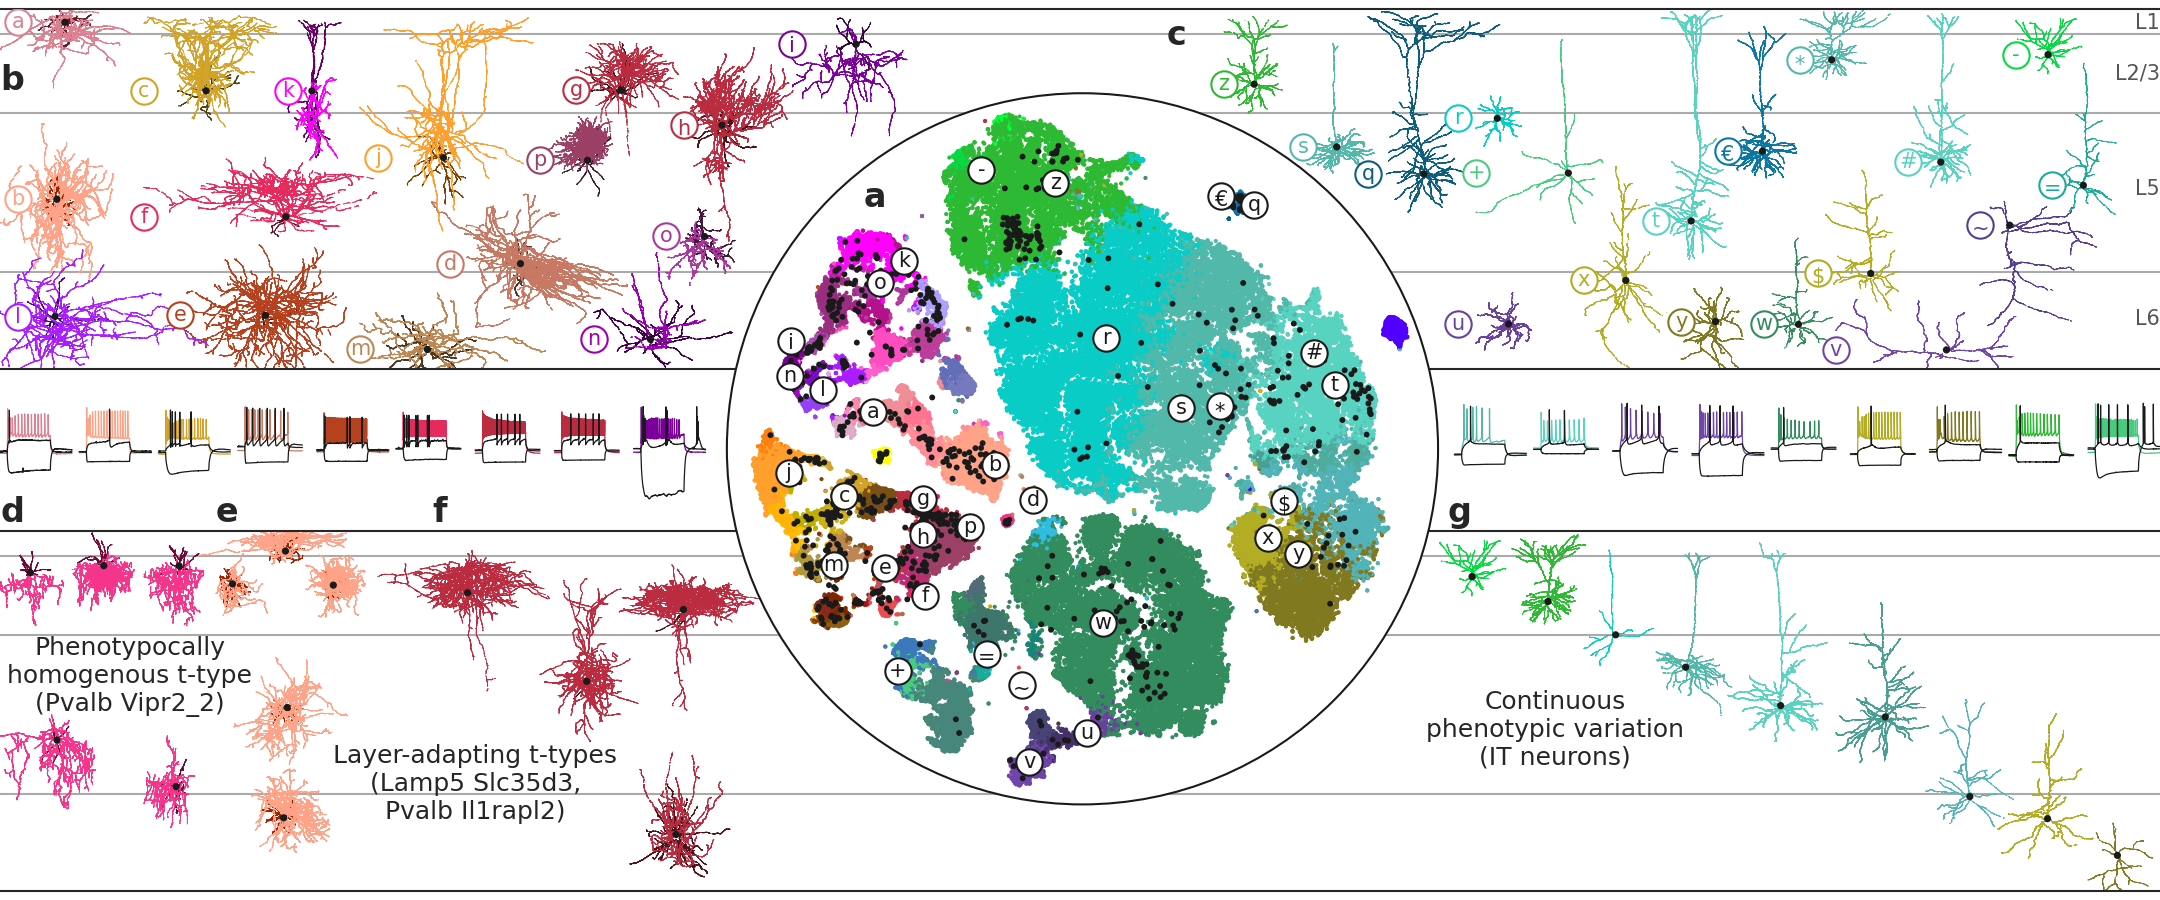 a
b
c
k
j
g
p
h
i
b
f
d
o
l
e
m
n
c
z
s
q
r
+
€
*
#
-
=
t
x
u
y
w
$
~
v
L1
L2/3
L5
L6
a
-
z
€
q
k
o
i
n
l
a
r
s
*
#
t
j
b
c
g
d
h
p
m
e
f
$
x
y
w
+
=
~
u
v
d
e
f
g
Phenotypocally
homogenous t-type
(Pvalb Vipr2_2)
Layer-adapting t-types
(Lamp5 Slc35d3,
Pvalb Il1rapl2)
Continuous
phenotypic variation
(IT neurons)